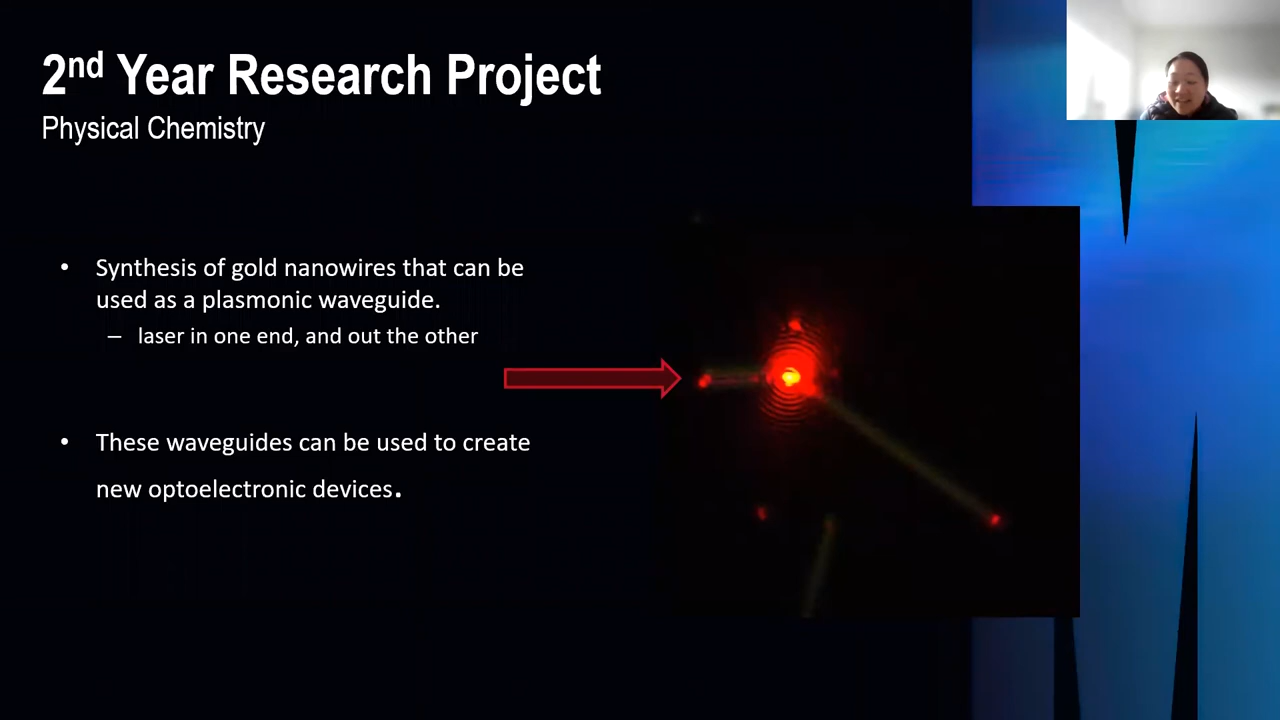 2nd Year Research Project
Physical Chemistry
• Synthesis of gold nanowires that can be
used as a plasmonic waveguide.
– laser in one end, and out the other
• These waveguides can be used to create
new optoelectronic devices.